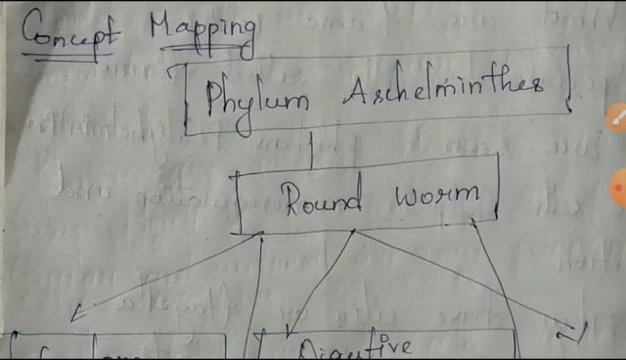 Concept Mapping
Phylum Aschelminthes
Round worm
Digestive